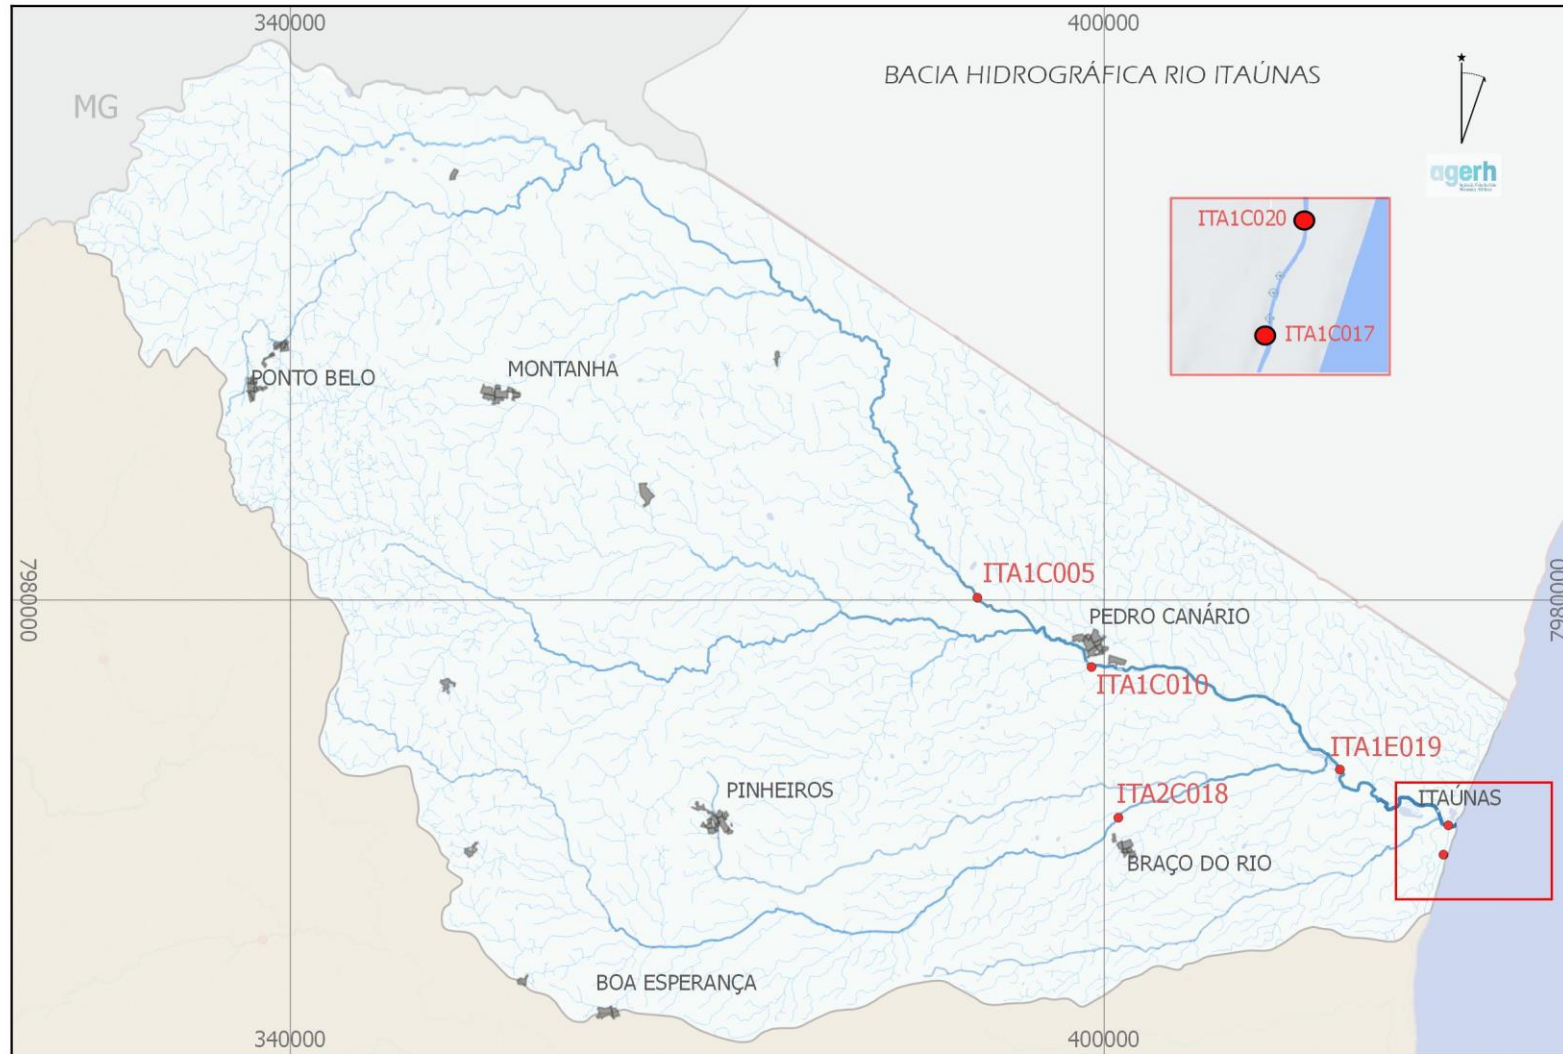 340000
400000
BACIA HIDROGRÁFICA RIO ITAÚNAS
MG
agerh
ITA1C020
ITA1C017
PONTO BELO
MONTANHA
ITA1C005
7980000
7980000
PEDRO CANÁRIO
ITA1C010
ITA1E019
PINHEIROS
ITA2C018
ITAÚNAS
BRAÇO DO RIO
BOA ESPERANÇA
340000
400000